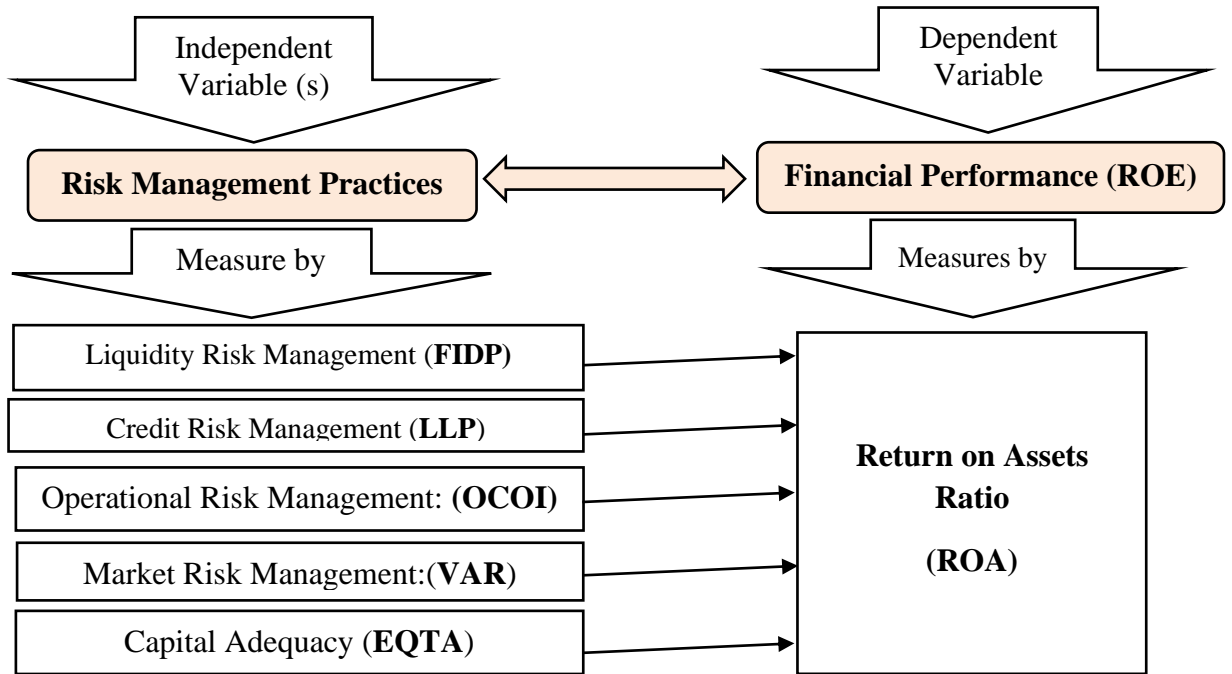 Independent
Variable (s)
Dependent
Variable
Risk Management Practices
Financial Performance (ROE)
Measure by
Measures by
Liquidity Risk Management (FIDP)
Credit Risk Management (LLP)
Operational Risk Management: (OCOI)
Market Risk Management:(VAR)
Capital Adequacy (EQTA)
Return on Assets
Ratio
(ROA)